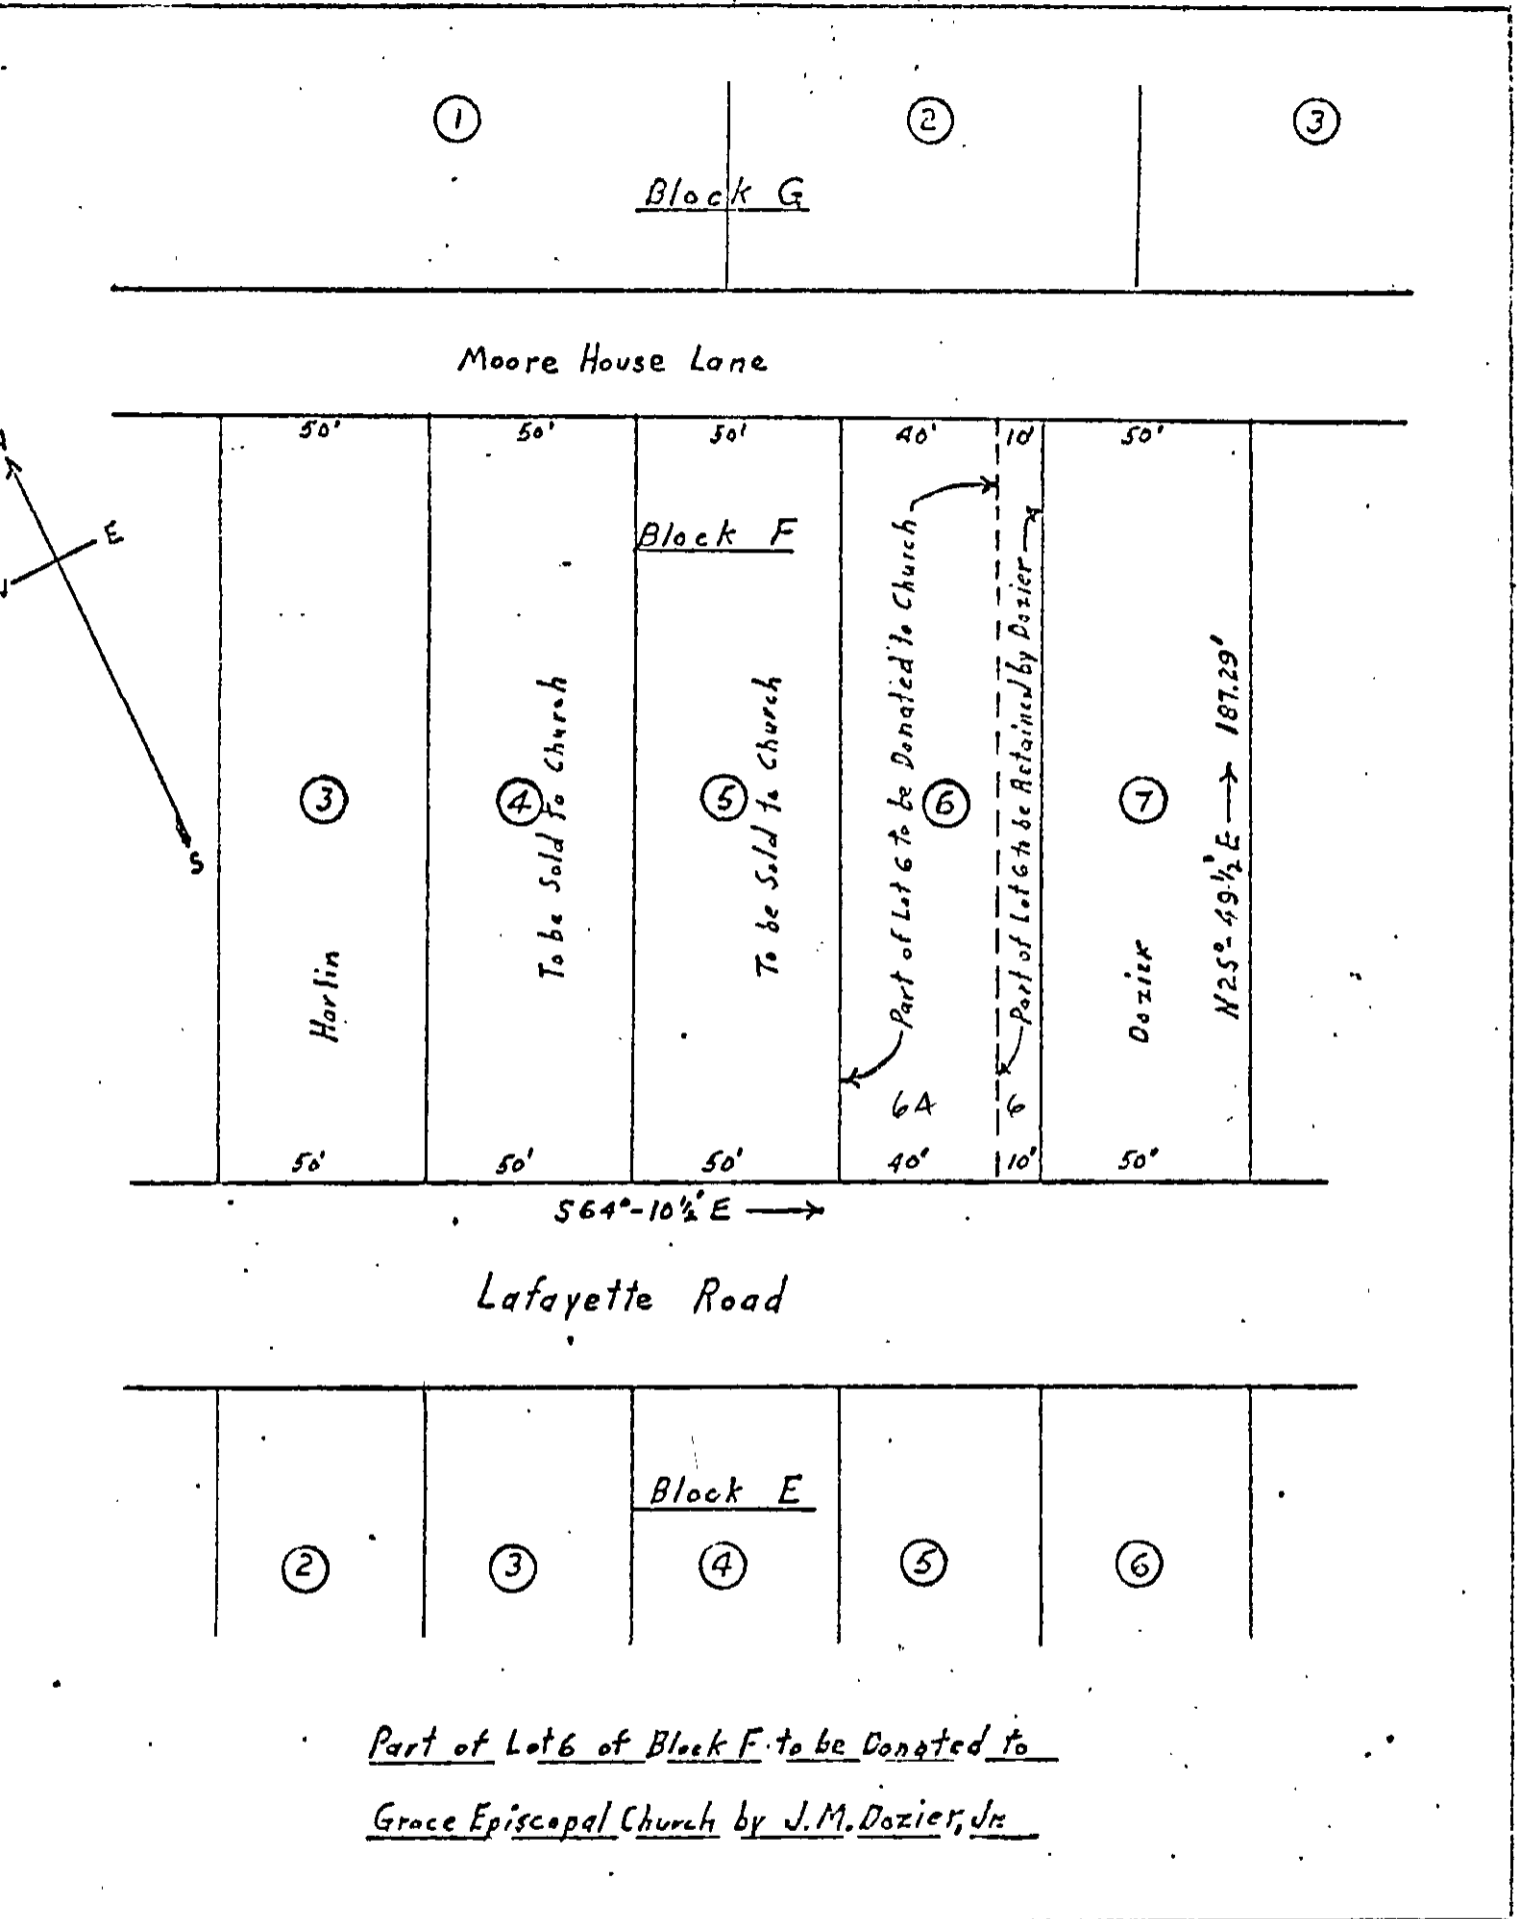 1
2
3
Block G
Moore House Lane
50'
50'
50'
40'
10'
50'
E
S
Block F
3
Harlin
4
To be Sold to Church
5
To be Sold to Church
Part of Lot 6 to be Donated to Church
6
Part of Lot 6 to be Retained by Dozier
7
Dozier
N25°-49½' E → 187.29'
6A
6
50'
50'
50'
40'
10'
50'
S64°-10½' E →
Lafayette Road
Block E
2
3
4
5
6
Part of Lot 6 of Block F to be Donated to
Grace Episcopal Church by J.M. Dozier, Jr.